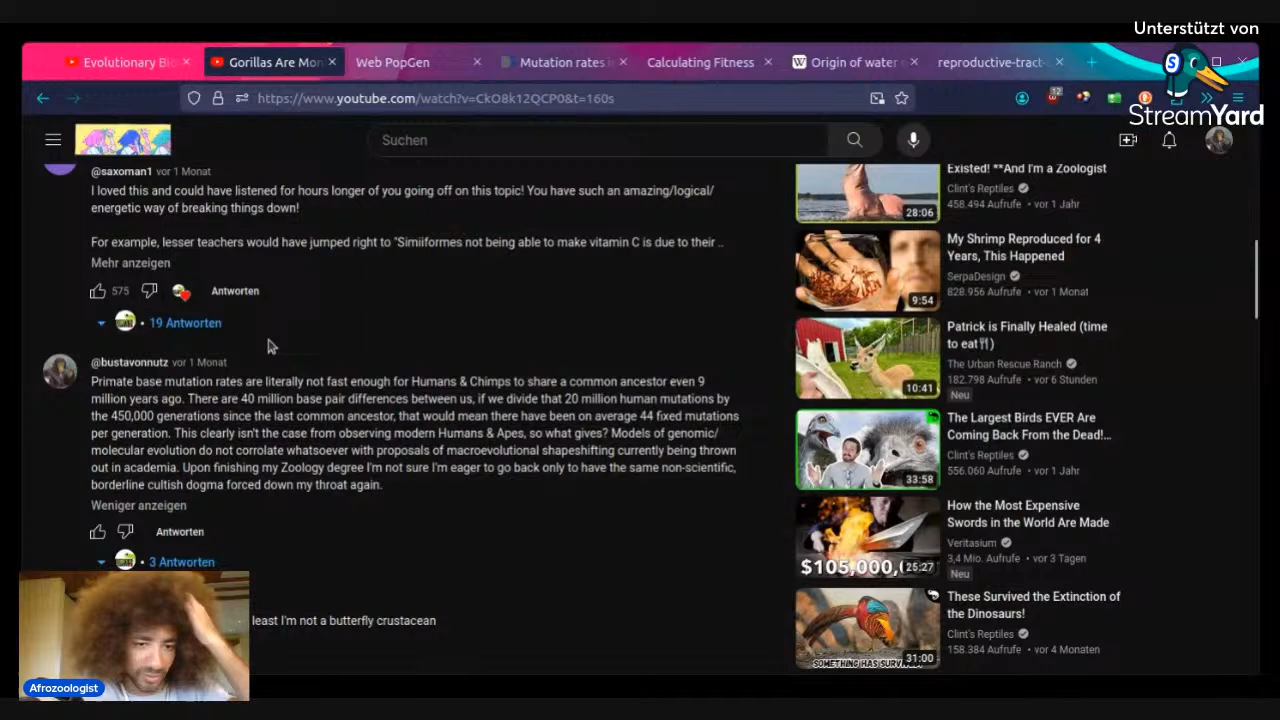 Unterstützt von
StreamYard
Evolutionary Bi
Gorillas Are Mon
Web PopGen
Mutation rates i
Calculating Fitness
Origin of water
reproductive-tract-
https://www.youtube.com/watch?v=CkO8k12QCP0&t=160s
12
Suchen
@saxoman1 vor 1 Monat
I loved this and could have listened for hours longer of you going off on this topic! You have such an amazing/logical/
energetic way of breaking things down!
For example, lesser teachers would have jumped right to "Simiiformes not being able to make vitamin C is due to their ..
Mehr anzeigen
575
Antworten
19 Antworten
@bustavonnutz vor 1 Monat
Primate base mutation rates are literally not fast enough for Humans & Chimps to share a common ancestor even 9
million years ago. There are 40 million base pair differences between us, if we divide that 20 million human mutations by
the 450,000 generations since the last common ancestor, that would mean there have been on average 44 fixed mutations
per generation. This clearly isn't the case from observing modern Humans & Apes, so what gives? Models of genomic/
molecular evolution do not corrolate whatsoever with proposals of macroevolutional shapeshifting currently being thrown
out in academia. Upon finishing my Zoology degree I'm not sure I'm eager to go back only to have the same non-scientific,
borderline cultish dogma forced down my throat again.
Weniger anzeigen
Antworten
3 Antworten
least I'm not a butterfly crustacean
Afrozoologist
Existed! **And I'm a Zoologist
Clint's Reptiles
458.494 Aufrufe • vor 1 Jahr
28:06
My Shrimp Reproduced for 4
Years, This Happened
SerpaDesign
828.956 Aufrufe • vor 1 Monat
9:54
Patrick is Finally Healed (time
to eat🍴)
The Urban Rescue Ranch
182.798 Aufrufe • vor 6 Stunden
Neu
10:41
The Largest Birds EVER Are
Coming Back From the Dead!...
Clint's Reptiles
556.060 Aufrufe • vor 1 Jahr
33:58
How the Most Expensive
Swords in the World Are Made
Veritasium
3,4 Mio. Aufrufe • vor 3 Tagen
Neu
$105,000,
25:27
These Survived the Extinction of
the Dinosaurs!
Clint's Reptiles
158.384 Aufrufe • vor 4 Monaten
31:00
SOMETHING HAS